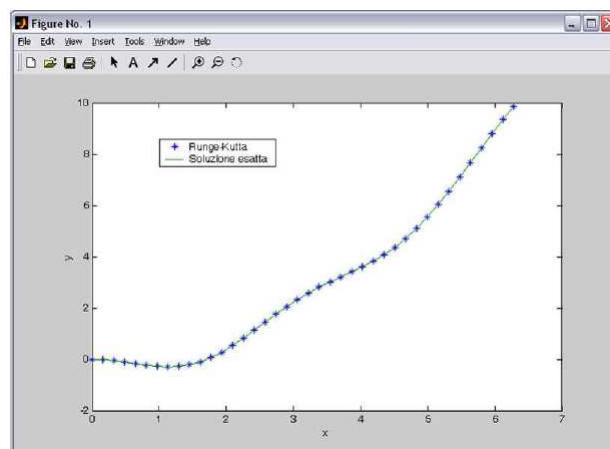 Figure No. 1
File Edit View Insert Tools Window Help
A
10
8
6
4
2
0
-2
y
Runge-Kutta
Soluzione esatta
0 1 2 3 4 5 6 7
x